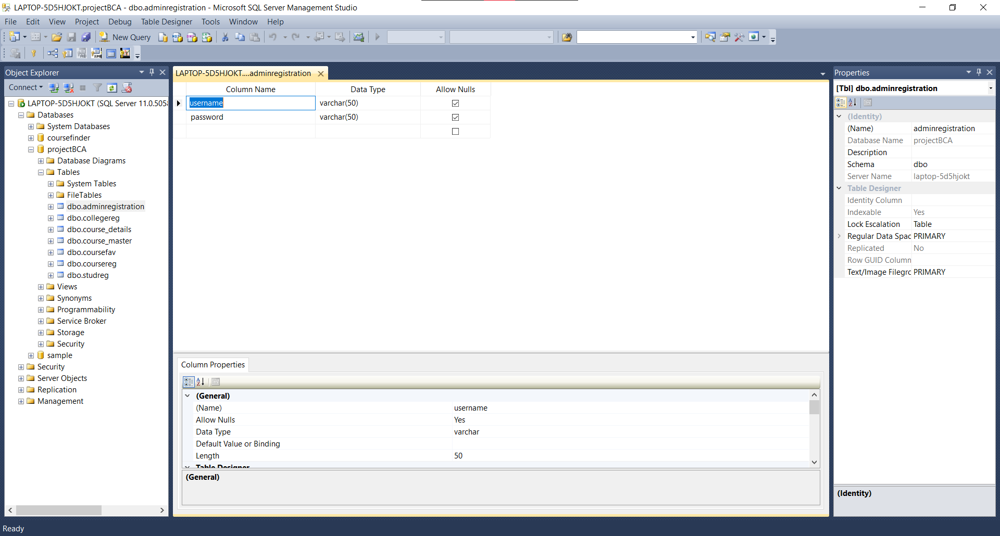 LAPTOP-5D5HJOKT.projectBCA - dbo.adminregistration - Microsoft SQL Server Management Studio
File Edit View Project Debug Table Designer Tools Window Help
New Query
Object Explorer
Connect
LAPTOP-5D5HJOKT (SQL Server 11.0.505
Databases
System Databases
coursefinder
projectBCA
Database Diagrams
Tables
System Tables
FileTables
dbo.adminregistration
dbo.collegereg
dbo.course_details
dbo.course_master
dbo.coursefav
dbo.coursereg
dbo.studreg
Views
Synonyms
Programmability
Service Broker
Storage
Security
sample
Security
Server Objects
Replication
Management
LAPTOP-5D5HJOKT....adminregistration
Column Name Data Type Allow Nulls
username varchar(50)
password varchar(50)
Column Properties
(General)
(Name) username
Allow Nulls Yes
Data Type varchar
Default Value or Binding
Length 50
Table Designer
(General)
Properties
[Tbl] dbo.adminregistration
(Identity)
(Name) adminregistration
Database Name projectBCA
Description
Schema dbo
Server Name laptop-5d5hjokt
Table Designer
Identity Column
Indexable Yes
Lock Escalation Table
Regular Data Spac PRIMARY
Replicated No
Row GUID Column
Text/Image Filegrc PRIMARY
(Identity)
Ready